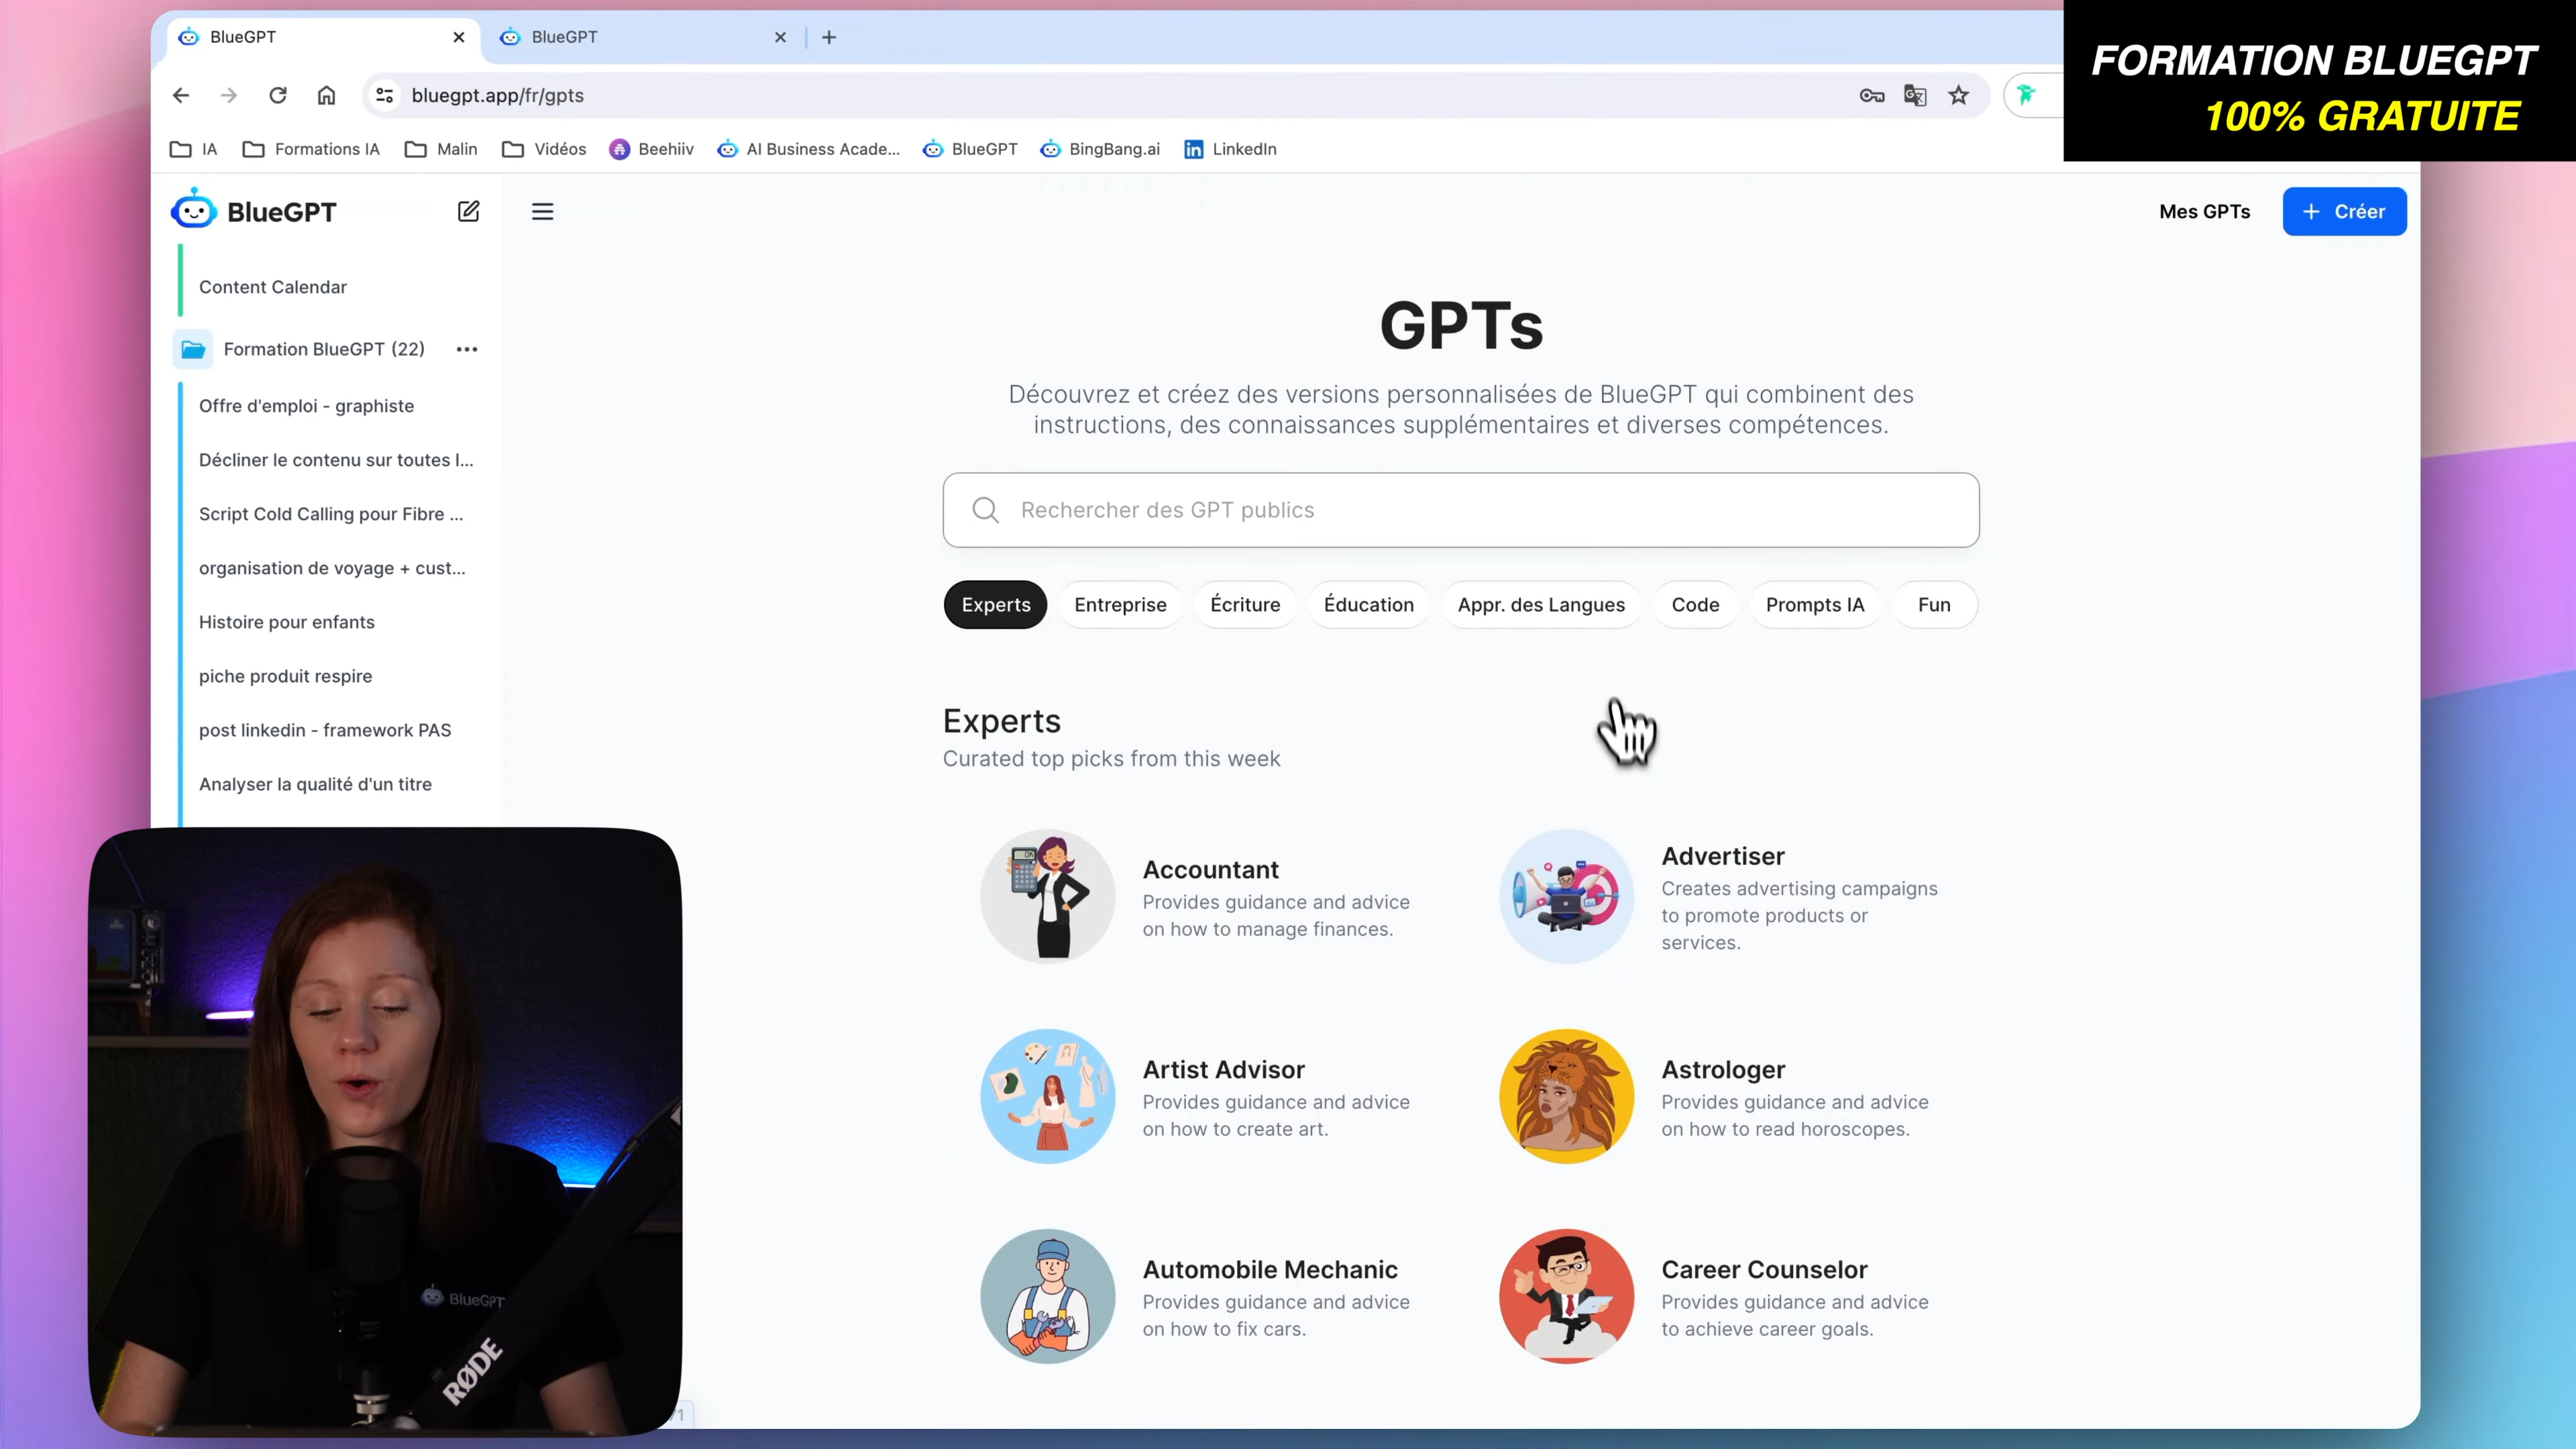 BlueGPT
BlueGPT
FORMATION BLUEGPT
100% GRATUITE
bluegpt.app/fr/gpts
IA
Formations IA
Malin
Vidéos
Beehiiv
AI Business Acade...
BlueGPT
BingBang.ai
LinkedIn
BlueGPT
Mes GPTs
+ Créer
Content Calendar
Formation BlueGPT (22)
Offre d'emploi - graphiste
Décliner le contenu sur toutes l...
Script Cold Calling pour Fibre ...
organisation de voyage + cust...
Histoire pour enfants
piche produit respire
post linkedin - framework PAS
Analyser la qualité d'un titre
GPTs
Découvrez et créez des versions personnalisées de BlueGPT qui combinent des
instructions, des connaissances supplémentaires et diverses compétences.
Rechercher des GPT publics
Experts
Entreprise
Écriture
Éducation
Appr. des Langues
Code
Prompts IA
Fun
Experts
Curated top picks from this week
Accountant
Provides guidance and advice
on how to manage finances.
Advertiser
Creates advertising campaigns
to promote products or
services.
Artist Advisor
Provides guidance and advice
on how to create art.
Astrologer
Provides guidance and advice
on how to read horoscopes.
Automobile Mechanic
Provides guidance and advice
on how to fix cars.
Career Counselor
Provides guidance and advice
to achieve career goals.
BlueGPT
RØDE